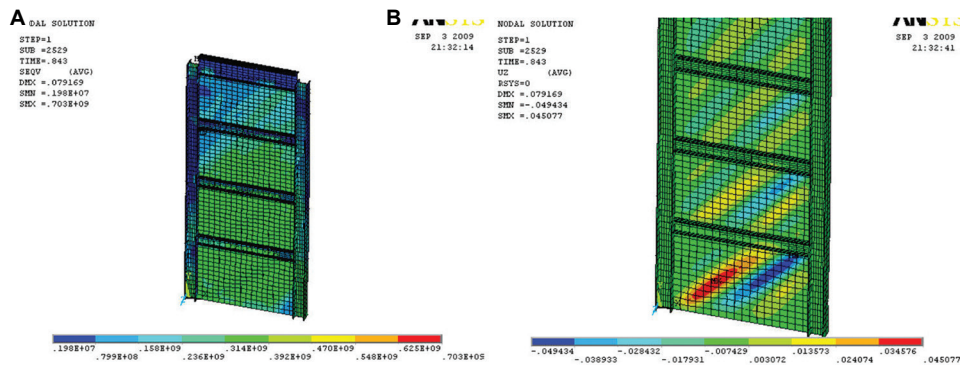 A
DAL SOLUTION
STEP=1
SUB =2529
TIME=.843
SEQV (AVG)
DMX =.079169
SMN =.198E+07
SMX =.703E+09
SEP 3 2009
21:32:14
.198E+07 .158E+09 .314E+09 .470E+09 .625E+09
.799E+08 .236E+09 .392E+09 .548E+09 .703E+09
B
NODAL SOLUTION
STEP=1
SUB =2529
TIME=.843
UZ (AVG)
RSYS=0
DMX =.079169
SMN =-.049434
SMX =.045077
SEP 3 2009
21:32:41
-.049434 -.028432 -.007429 .013573 .034576
-.038933 -.017931 .003072 .024074 .045077